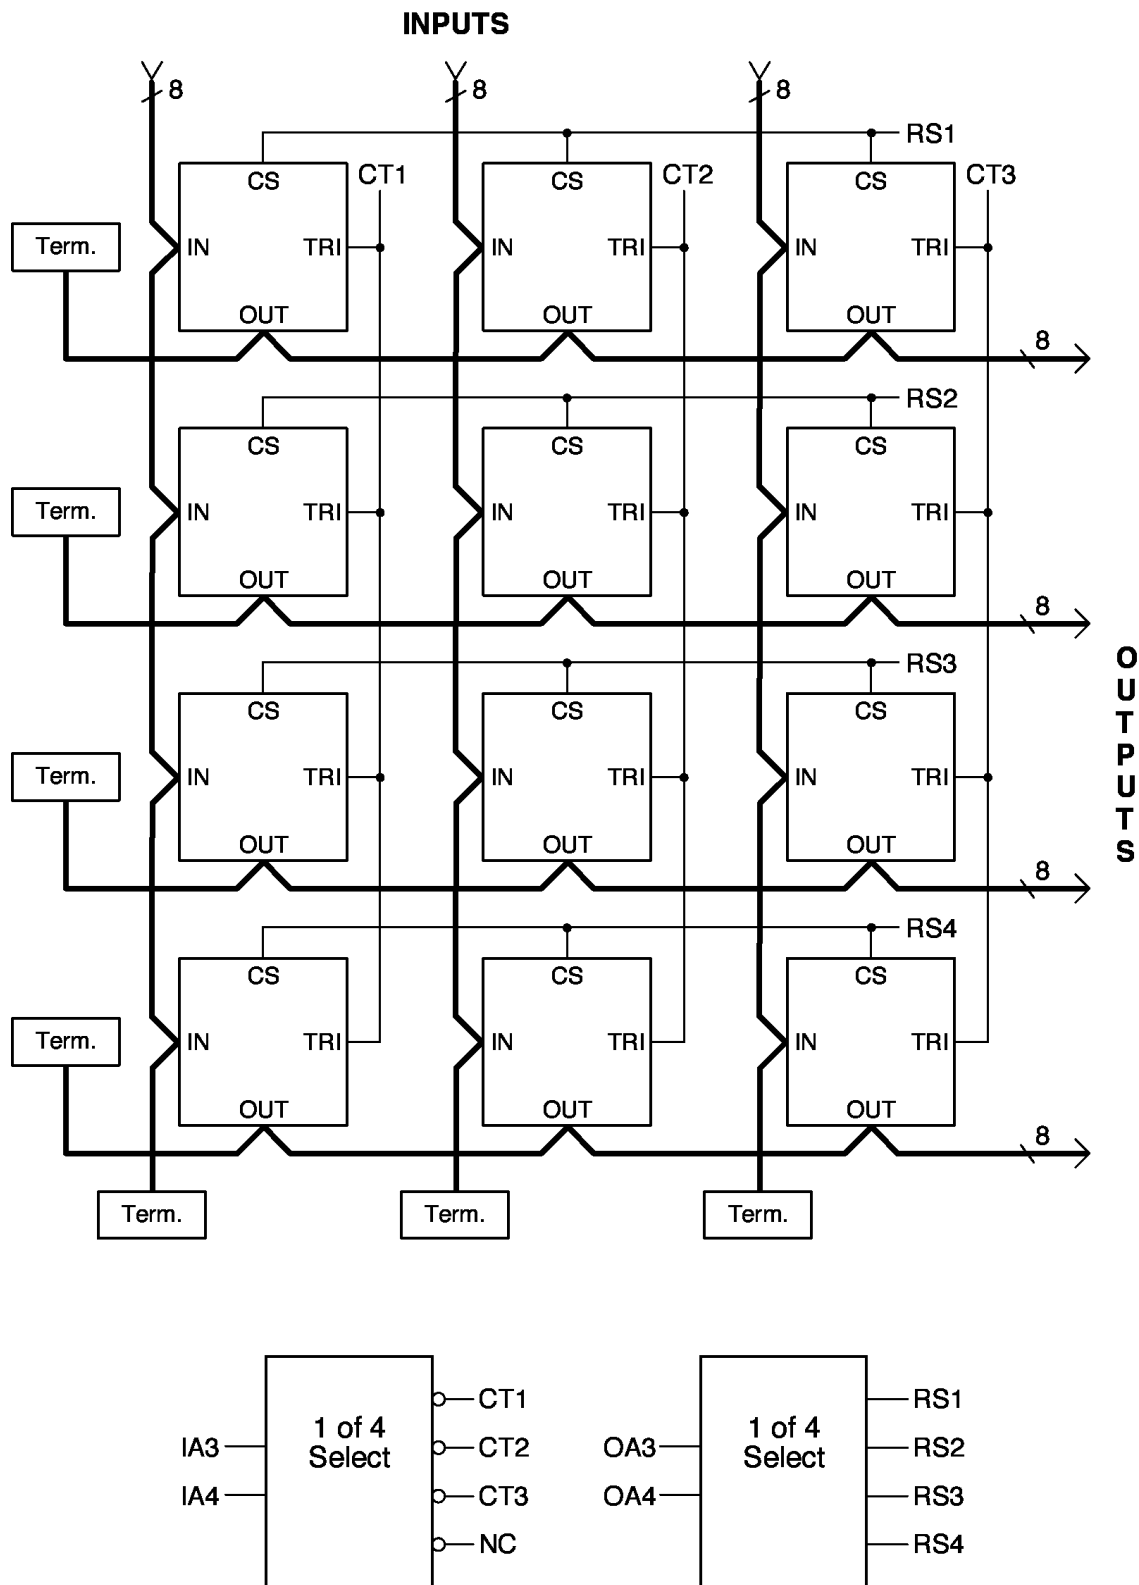 INPUTS
8 8 8
RS1
CT1 CT2 CT3
CS CS CS
Term. IN TRI IN TRI IN TRI
OUT OUT OUT
8
RS2
CS CS CS
Term. IN TRI IN TRI IN TRI
OUT OUT OUT
8
OUTPUTS
RS3
CS CS CS
Term. IN TRI IN TRI IN TRI
OUT OUT OUT
8
RS4
CS CS CS
Term. IN TRI IN TRI IN TRI
OUT OUT OUT
8
Term. Term. Term.
1 of 4
Select
IA3
IA4
CT1
CT2
CT3
NC
1 of 4
Select
OA3
OA4
RS1
RS2
RS3
RS4